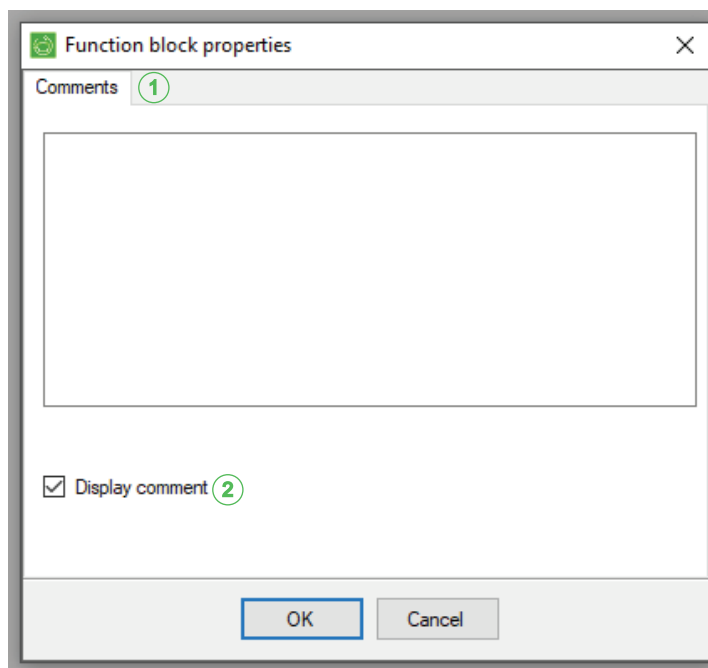 Function block properties
Comments 1
Display comment 2
OK
Cancel